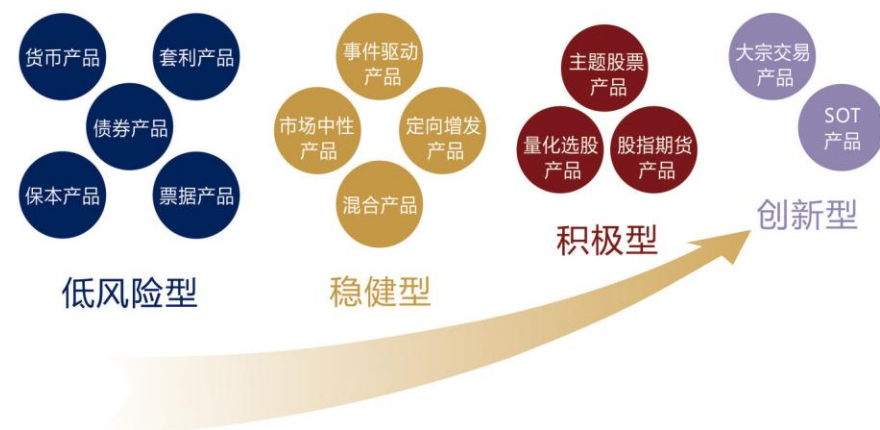 货币产品
套利产品
债券产品
保本产品
票据产品
低风险型
事件驱动
产品
市场中性
产品
定向增发
产品
混合产品
稳健型
主题股票
产品
量化选股
产品
股指期货
产品
积极型
大宗交易
产品
SOT
产品
创新型